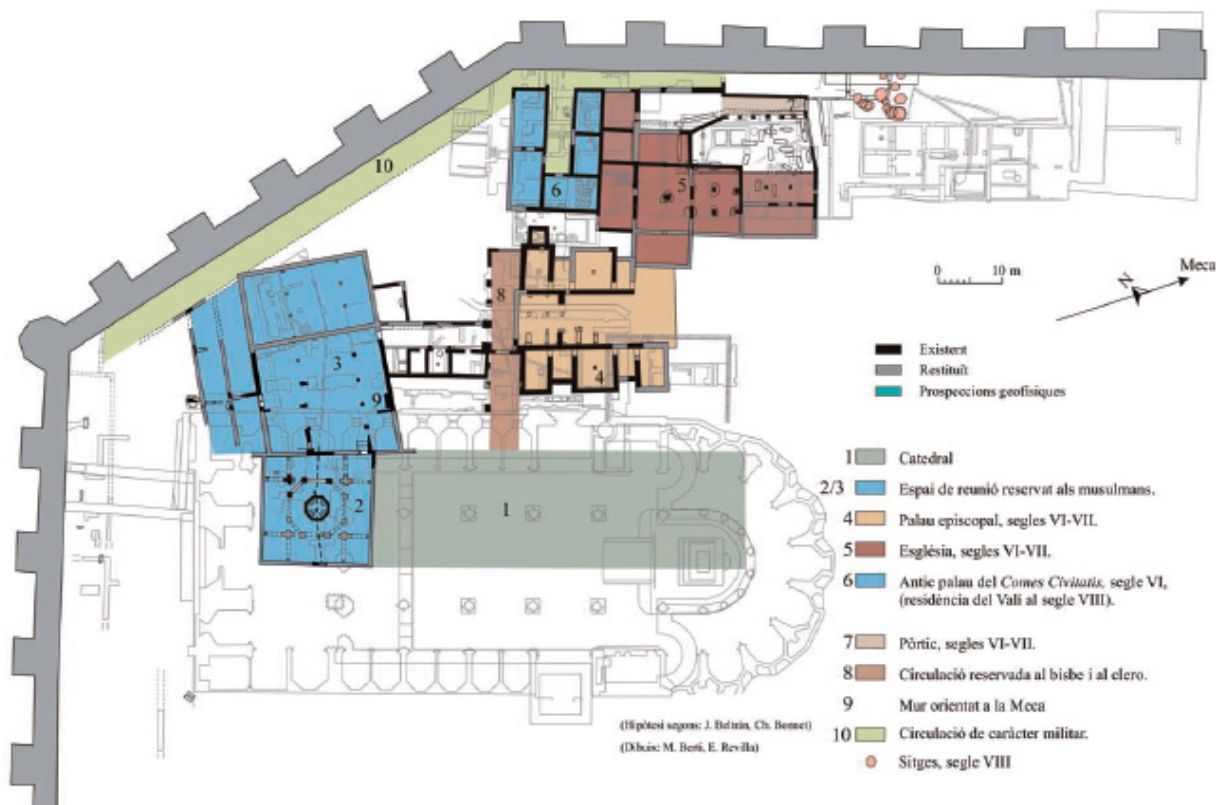 10
7
5
6
0 10 m
N
Meca
8
3
4
9
2
1
Existent
Restituït
Prospeccions geofísiques
1 Catedral
2/3 Espai de reunió reservat als musulmans.
4 Palau episcopal, segles VI-VII.
5 Església, segles VI-VII.
6 Antic palau del Comes Civitatis, segle VI,
(residència del Valí al segle VIII).
7 Pòrtic, segles VI-VII.
8 Circulació reservada al bisbe i al clero.
9 Mur orientat a la Meca
10 Circulació de caràcter militar.
Sitges, segle VIII
(Hipòtesi segons: J. Beltrán, Ch. Bonnet)
(Dibuix: M. Berti, E. Revilla)